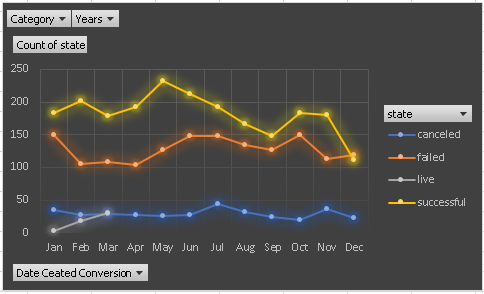 Category Years
Count of state
250
200
150
100
50
0
Jan Feb Mar Apr May Jun Jul Aug Sep Oct Nov Dec
state
canceled
failed
live
successful
Date Ceated Conversion